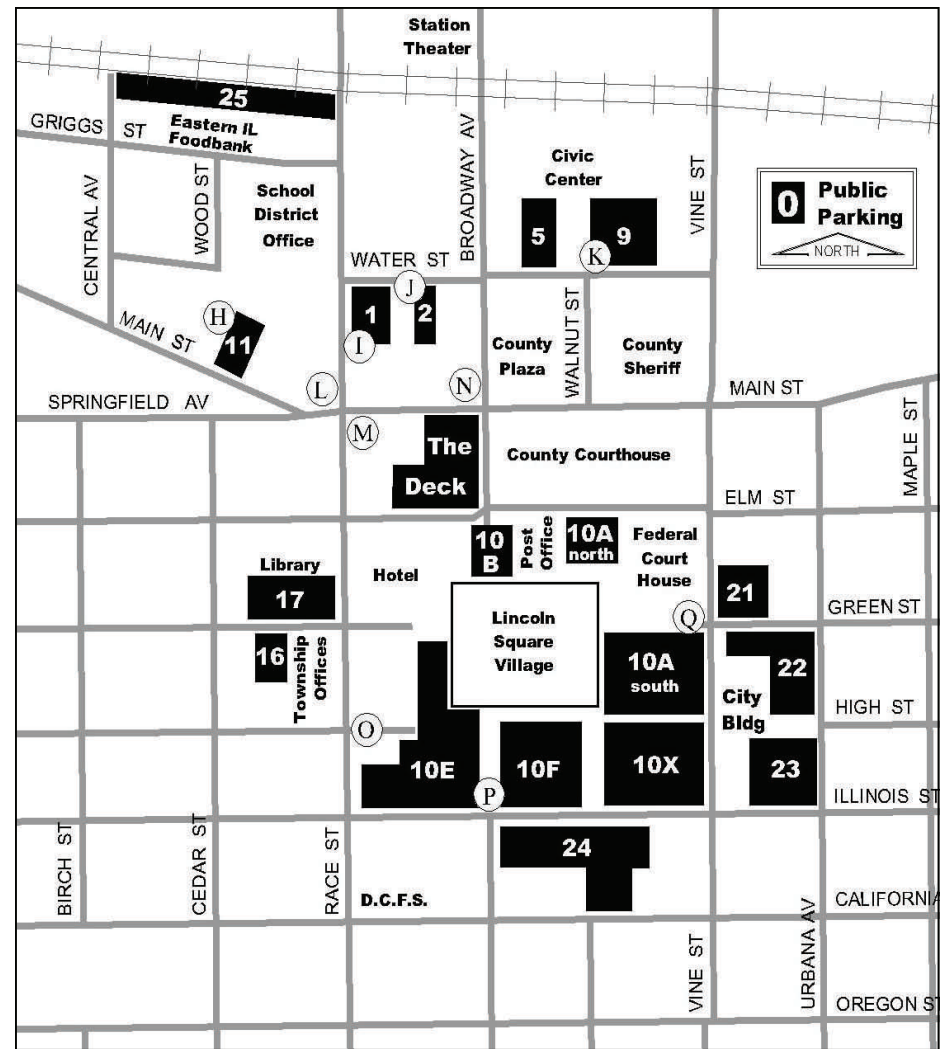 Station
Theater
25
GRIGGS ST
Eastern IL
Foodbank
CENTRAL AV
WOOD ST
School
District
Office
BROADWAY AV
Civic
Center
VINE ST
0 Public
Parking
NORTH
5
9
K
WATER ST
J
1
2
H
11
I
MAIN ST
County
Plaza
WALNUT ST
County
Sheriff
L
N
MAIN ST
SPRINGFIELD AV
M
The
Deck
County Courthouse
MAPLE ST
ELM ST
10
B
Post
Office
10A
north
Federal
Court
House
Library
17
Hotel
21
GREEN ST
Q
Lincoln
Square
Village
16
Township
Offices
10A
south
22
City
Bldg
HIGH ST
O
10E
10F
10X
23
P
ILLINOIS ST
24
BIRCH ST
CEDAR ST
RACE ST
D.C.F.S.
CALIFORNIA
VINE ST
URBANA AV
OREGON ST